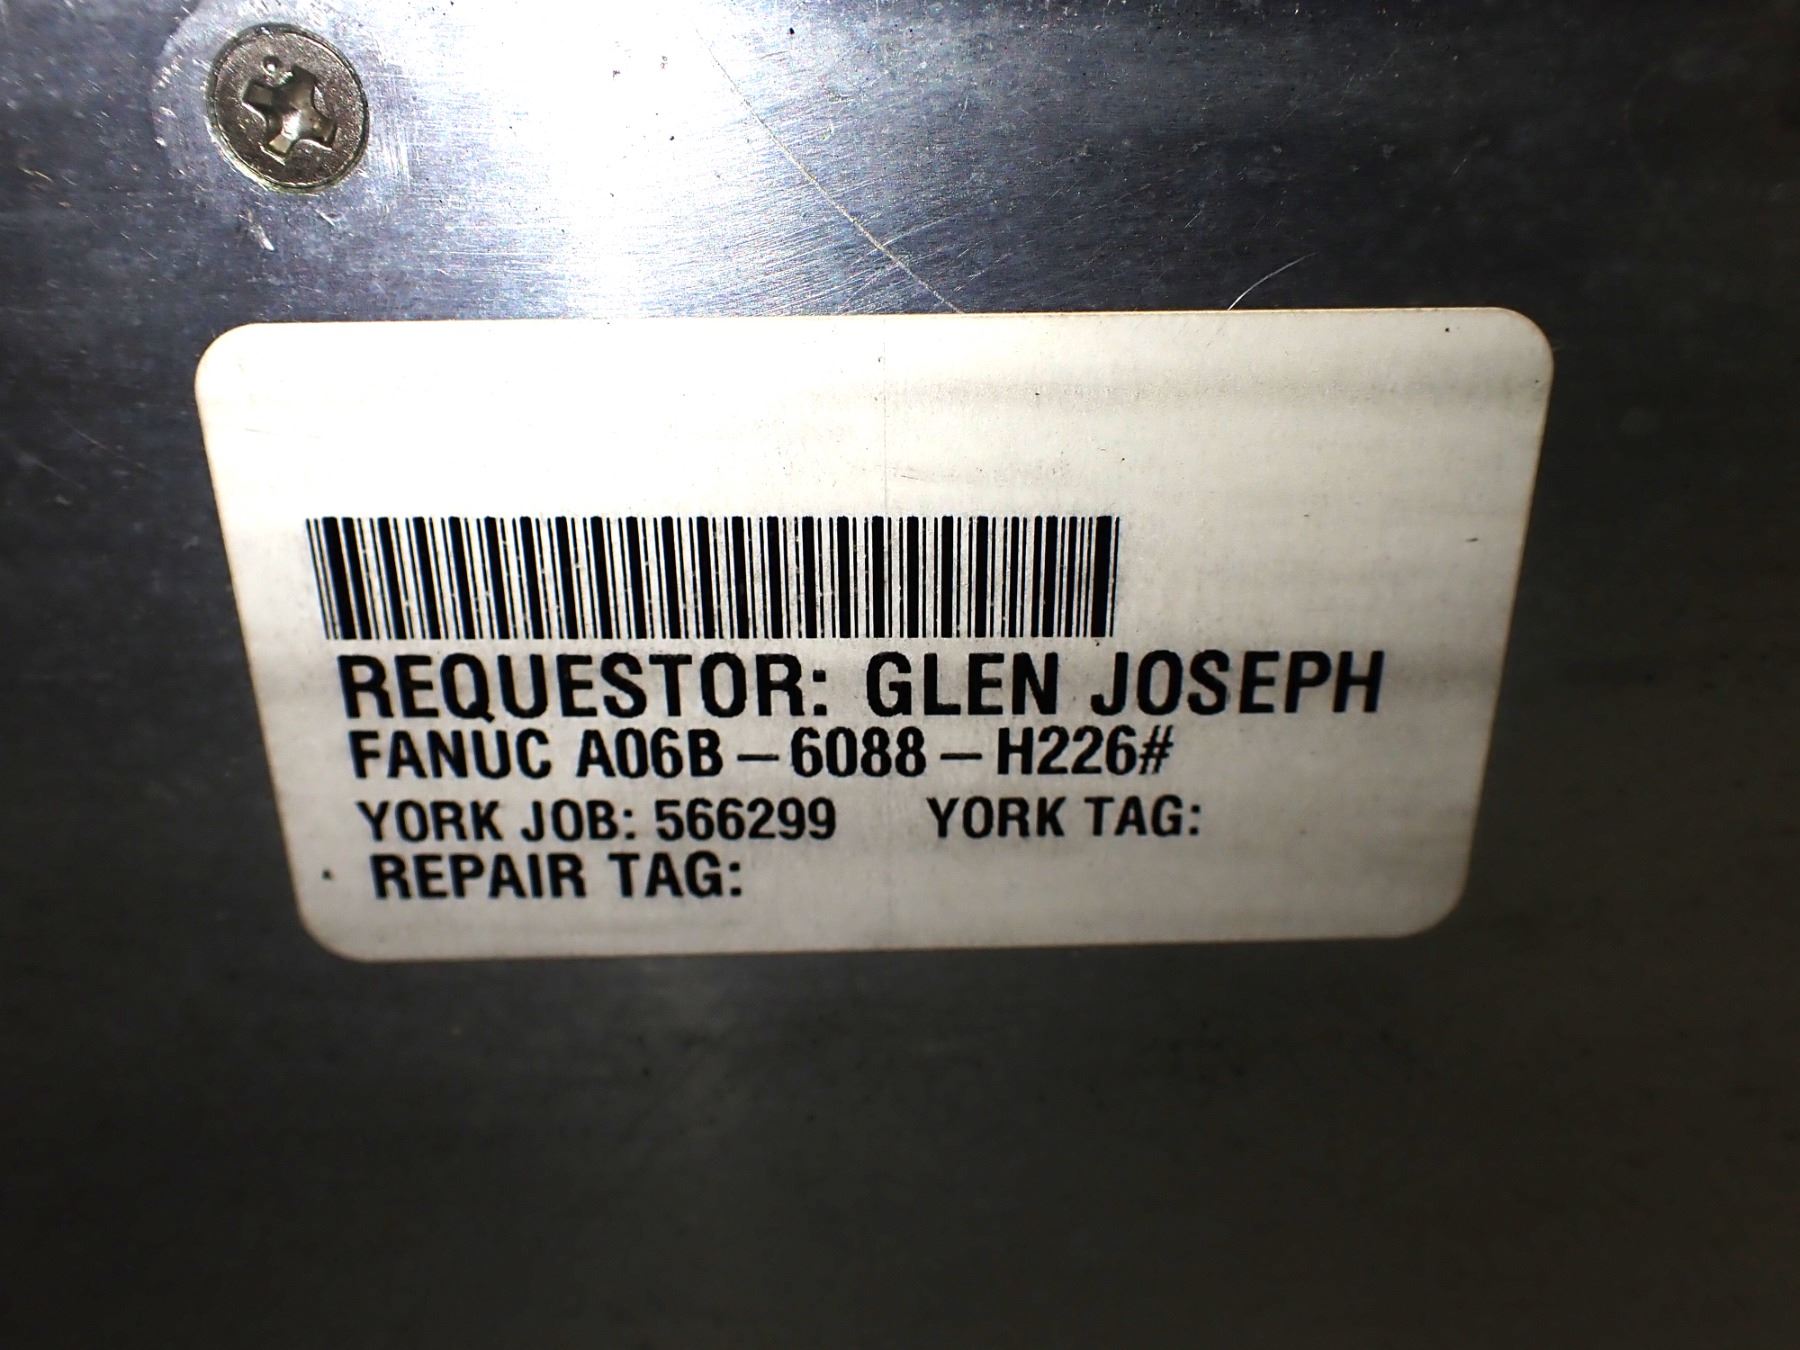 REQUESTOR: GLEN JOSEPH
FANUC A06B-6088-H226#
YORK JOB: 566299 YORK TAG:
REPAIR TAG: